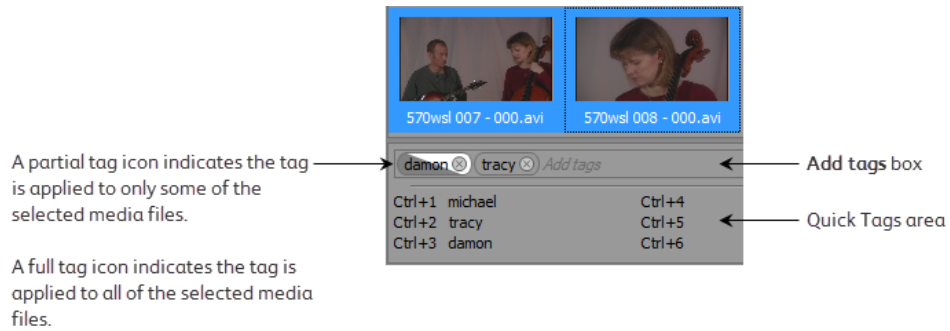 570wsl 007 - 000.avi
570wsl 008 - 000.avi
A partial tag icon indicates the tag
is applied to only some of the
selected media files.
A full tag icon indicates the tag is
applied to all of the selected media
files.
damon tracy Add tags
Add tags box
Ctrl+1 michael Ctrl+4
Ctrl+2 tracy Ctrl+5
Ctrl+3 damon Ctrl+6
Quick Tags area